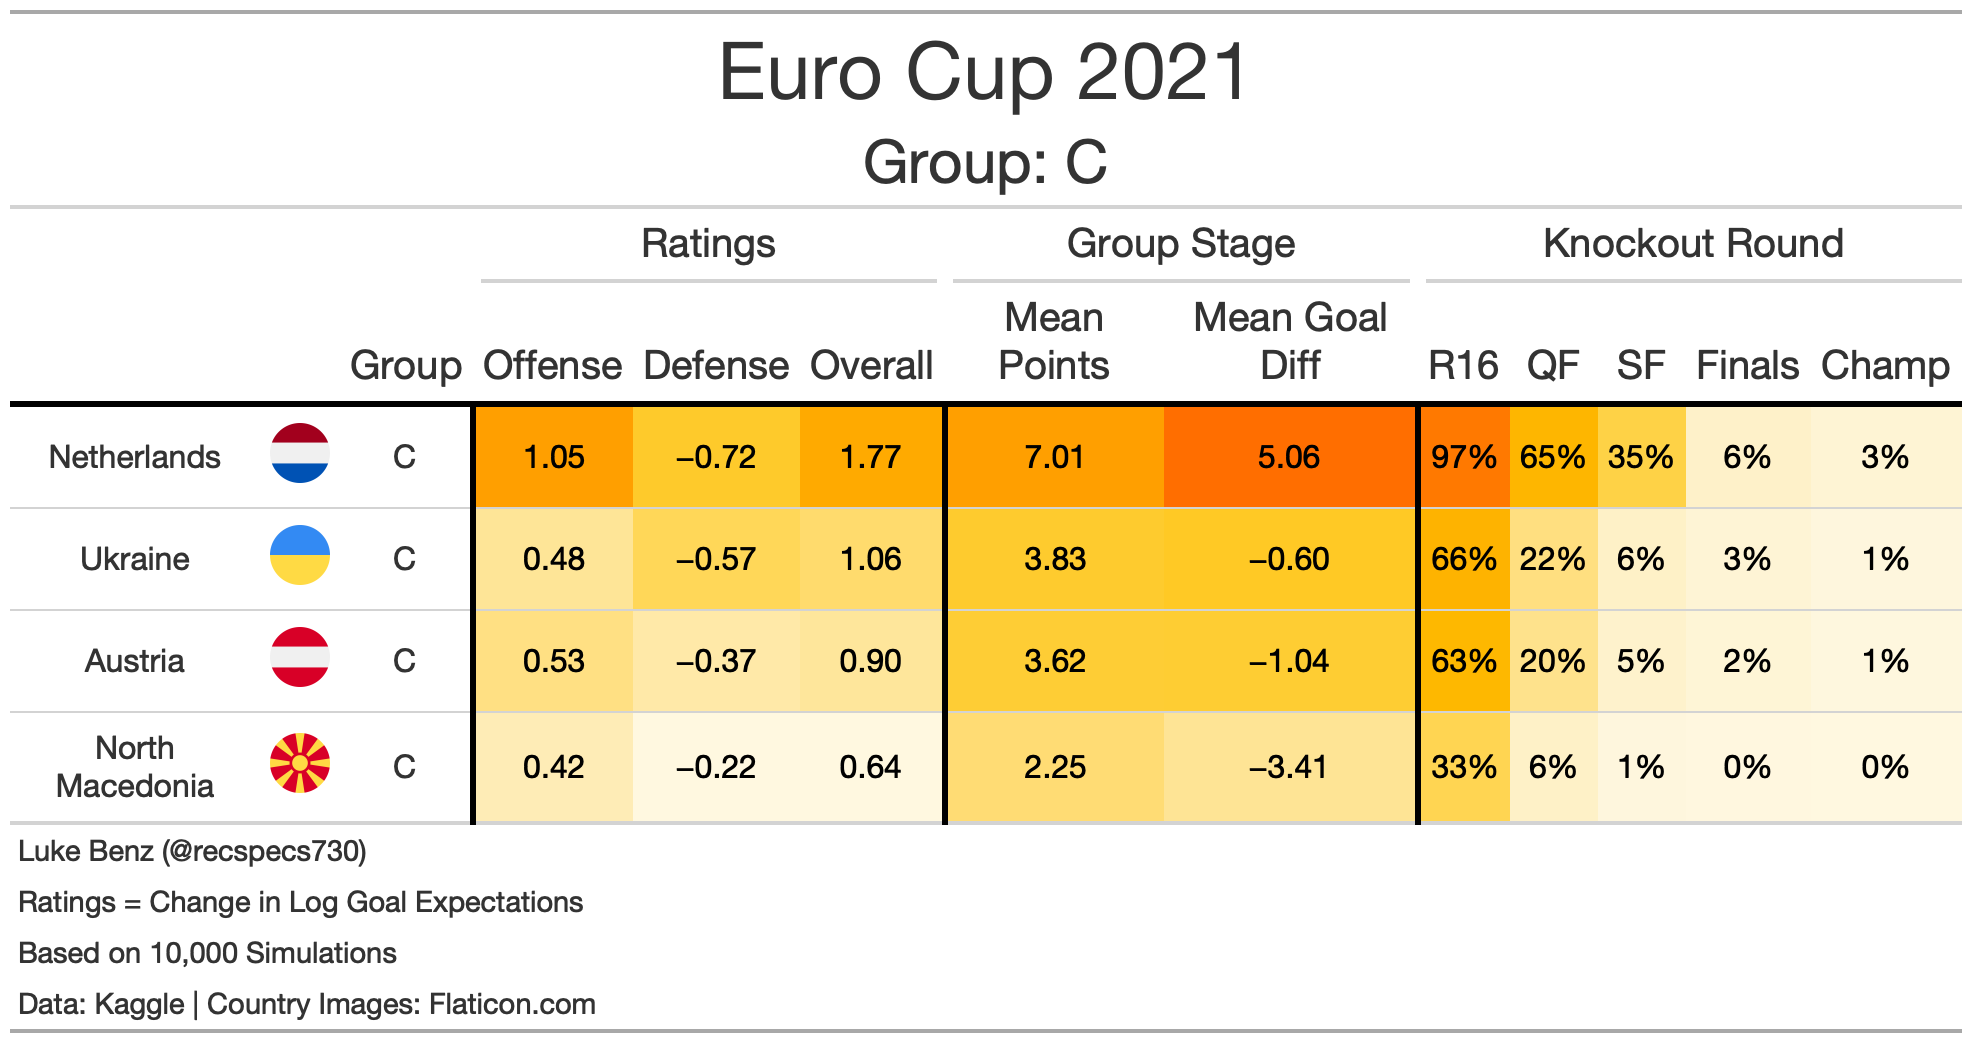 Euro Cup 2021
Group: C
Ratings Group Stage Knockout Round
Mean Mean Goal
Group Offense Defense Overall Points Diff R16 QF SF Finals Champ
Netherlands C 1.05 −0.72 1.77 7.01 5.06 97% 65% 35% 6% 3%
Ukraine C 0.48 −0.57 1.06 3.83 −0.60 66% 22% 6% 3% 1%
Austria C 0.53 −0.37 0.90 3.62 −1.04 63% 20% 5% 2% 1%
North
Macedonia C 0.42 −0.22 0.64 2.25 −3.41 33% 6% 1% 0% 0%
Luke Benz (@recspecs730)
Ratings = Change in Log Goal Expectations
Based on 10,000 Simulations
Data: Kaggle | Country Images: Flaticon.com